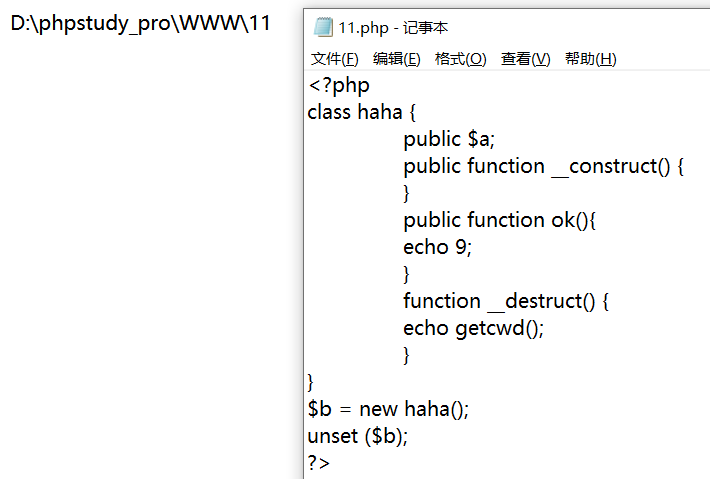 D:\phpstudy_pro\WWW\11
11.php - 记事本
文件(F) 编辑(E) 格式(O) 查看(V) 帮助(H)
<?php
class haha {
public $a;
public function __construct() {
}
public function ok(){
echo 9;
}
function __destruct() {
echo getcwd();
}
}
$b = new haha();
unset ($b);
?>